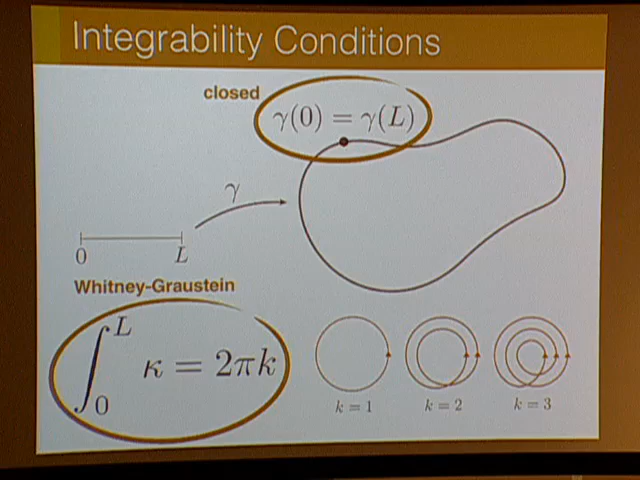 Integrability Conditions
closed
γ(0) = γ(L)
γ
0 L
Whitney-Graustein
∫₀ᴸ κ = 2πk
k = 1 k = 2 k = 3